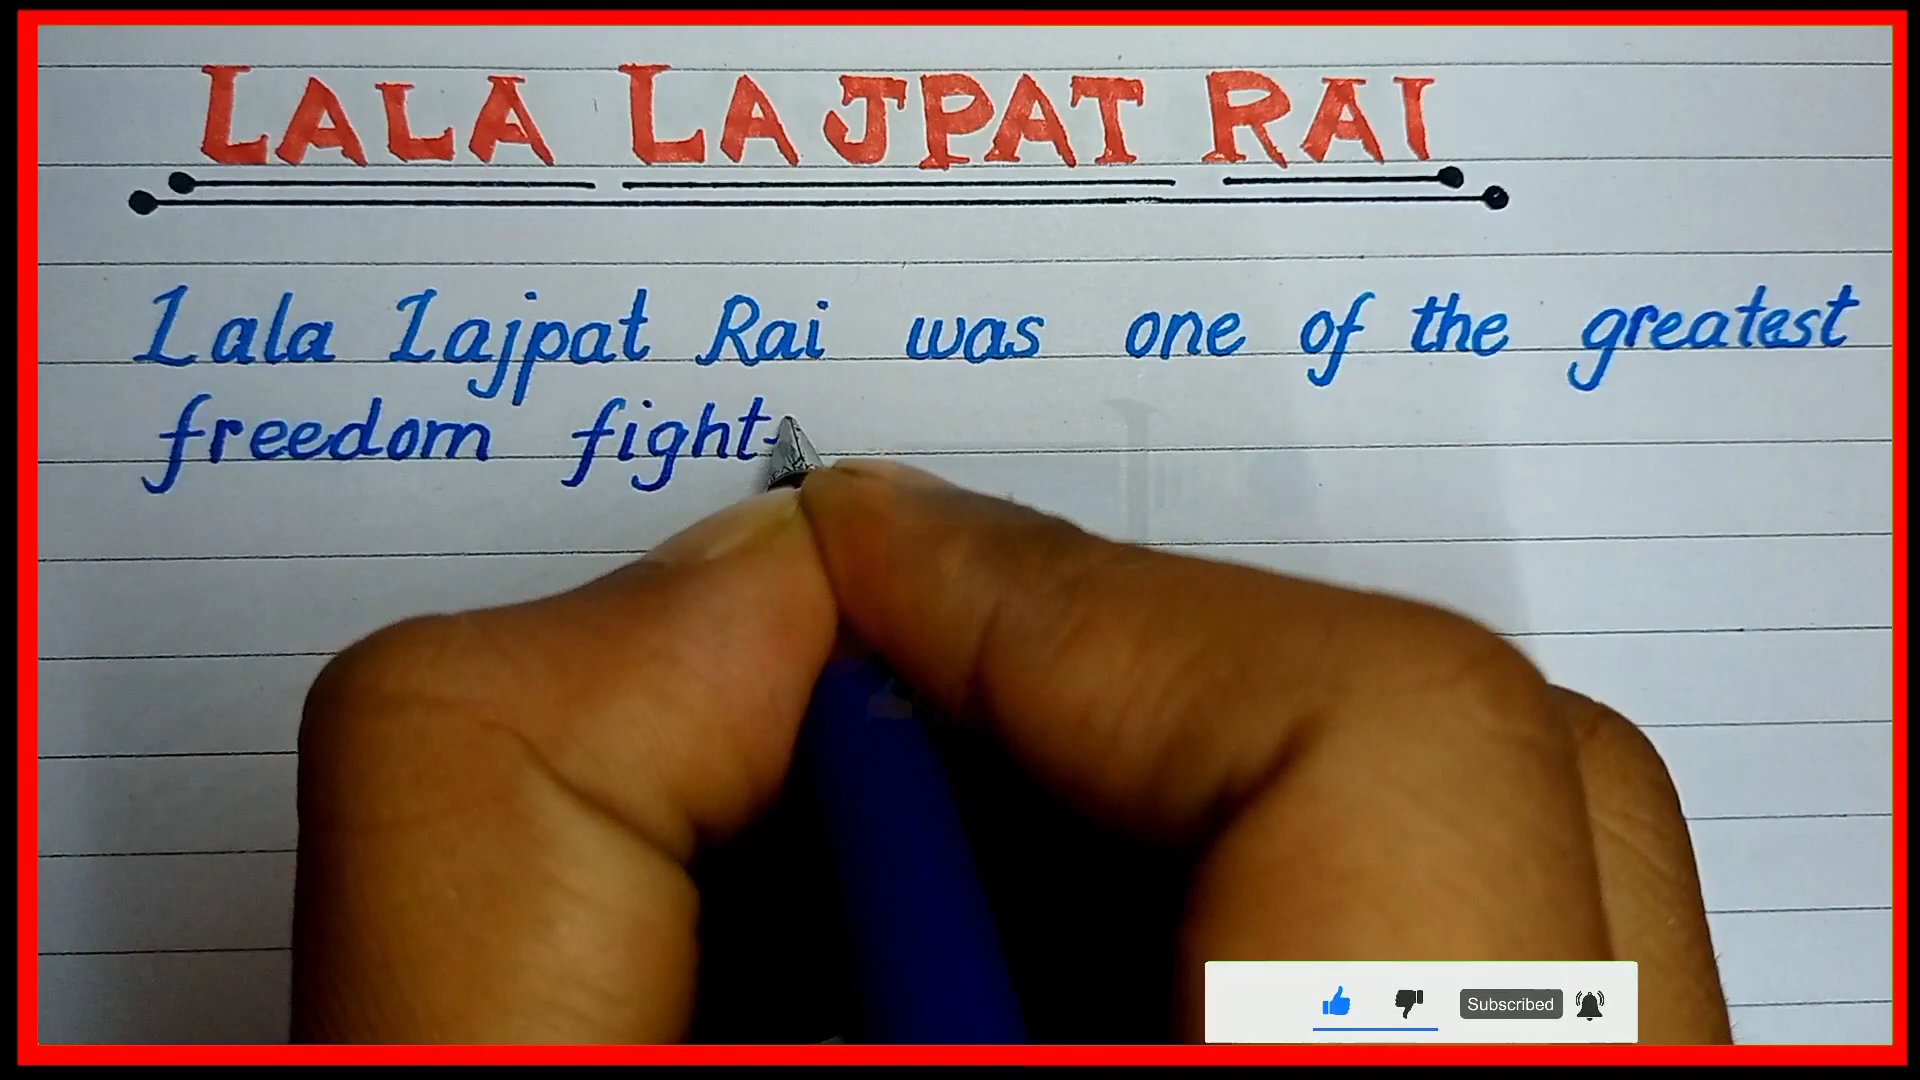 LALA LAJPAT RAI
Lala Lajpat Rai was one of the greatest
freedom fight
Subscribed